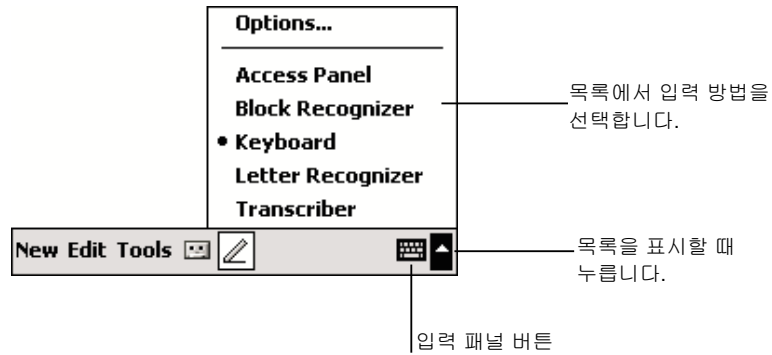 Options...
Access Panel
Block Recognizer
Keyboard
Letter Recognizer
Transcriber
목록에서 입력 방법을
선택합니다.
New Edit Tools
목록을 표시할 때
누릅니다.
입력 패널 버튼